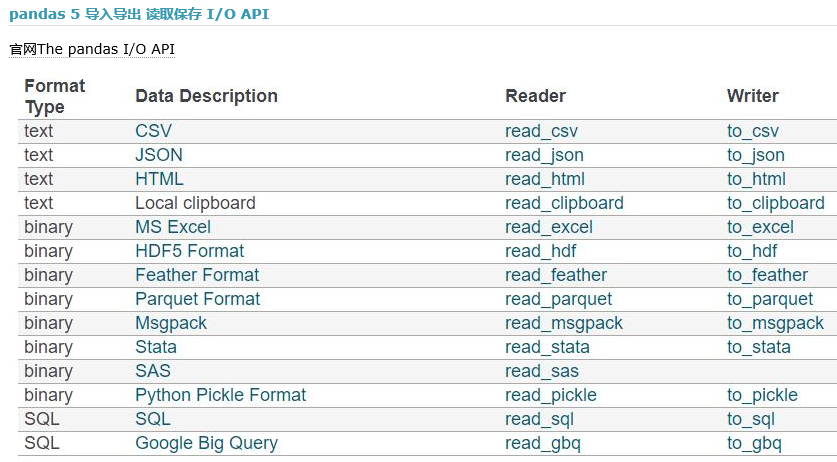 pandas 5 导入导出 读取保存 I/O API
官网The pandas I/O API
Format Type Data Description Reader Writer
text CSV read_csv to_csv
text JSON read_json to_json
text HTML read_html to_html
text Local clipboard read_clipboard to_clipboard
binary MS Excel read_excel to_excel
binary HDF5 Format read_hdf to_hdf
binary Feather Format read_feather to_feather
binary Parquet Format read_parquet to_parquet
binary Msgpack read_msgpack to_msgpack
binary Stata read_stata to_stata
binary SAS read_sas
binary Python Pickle Format read_pickle to_pickle
SQL SQL read_sql to_sql
SQL Google Big Query read_gbq to_gbq